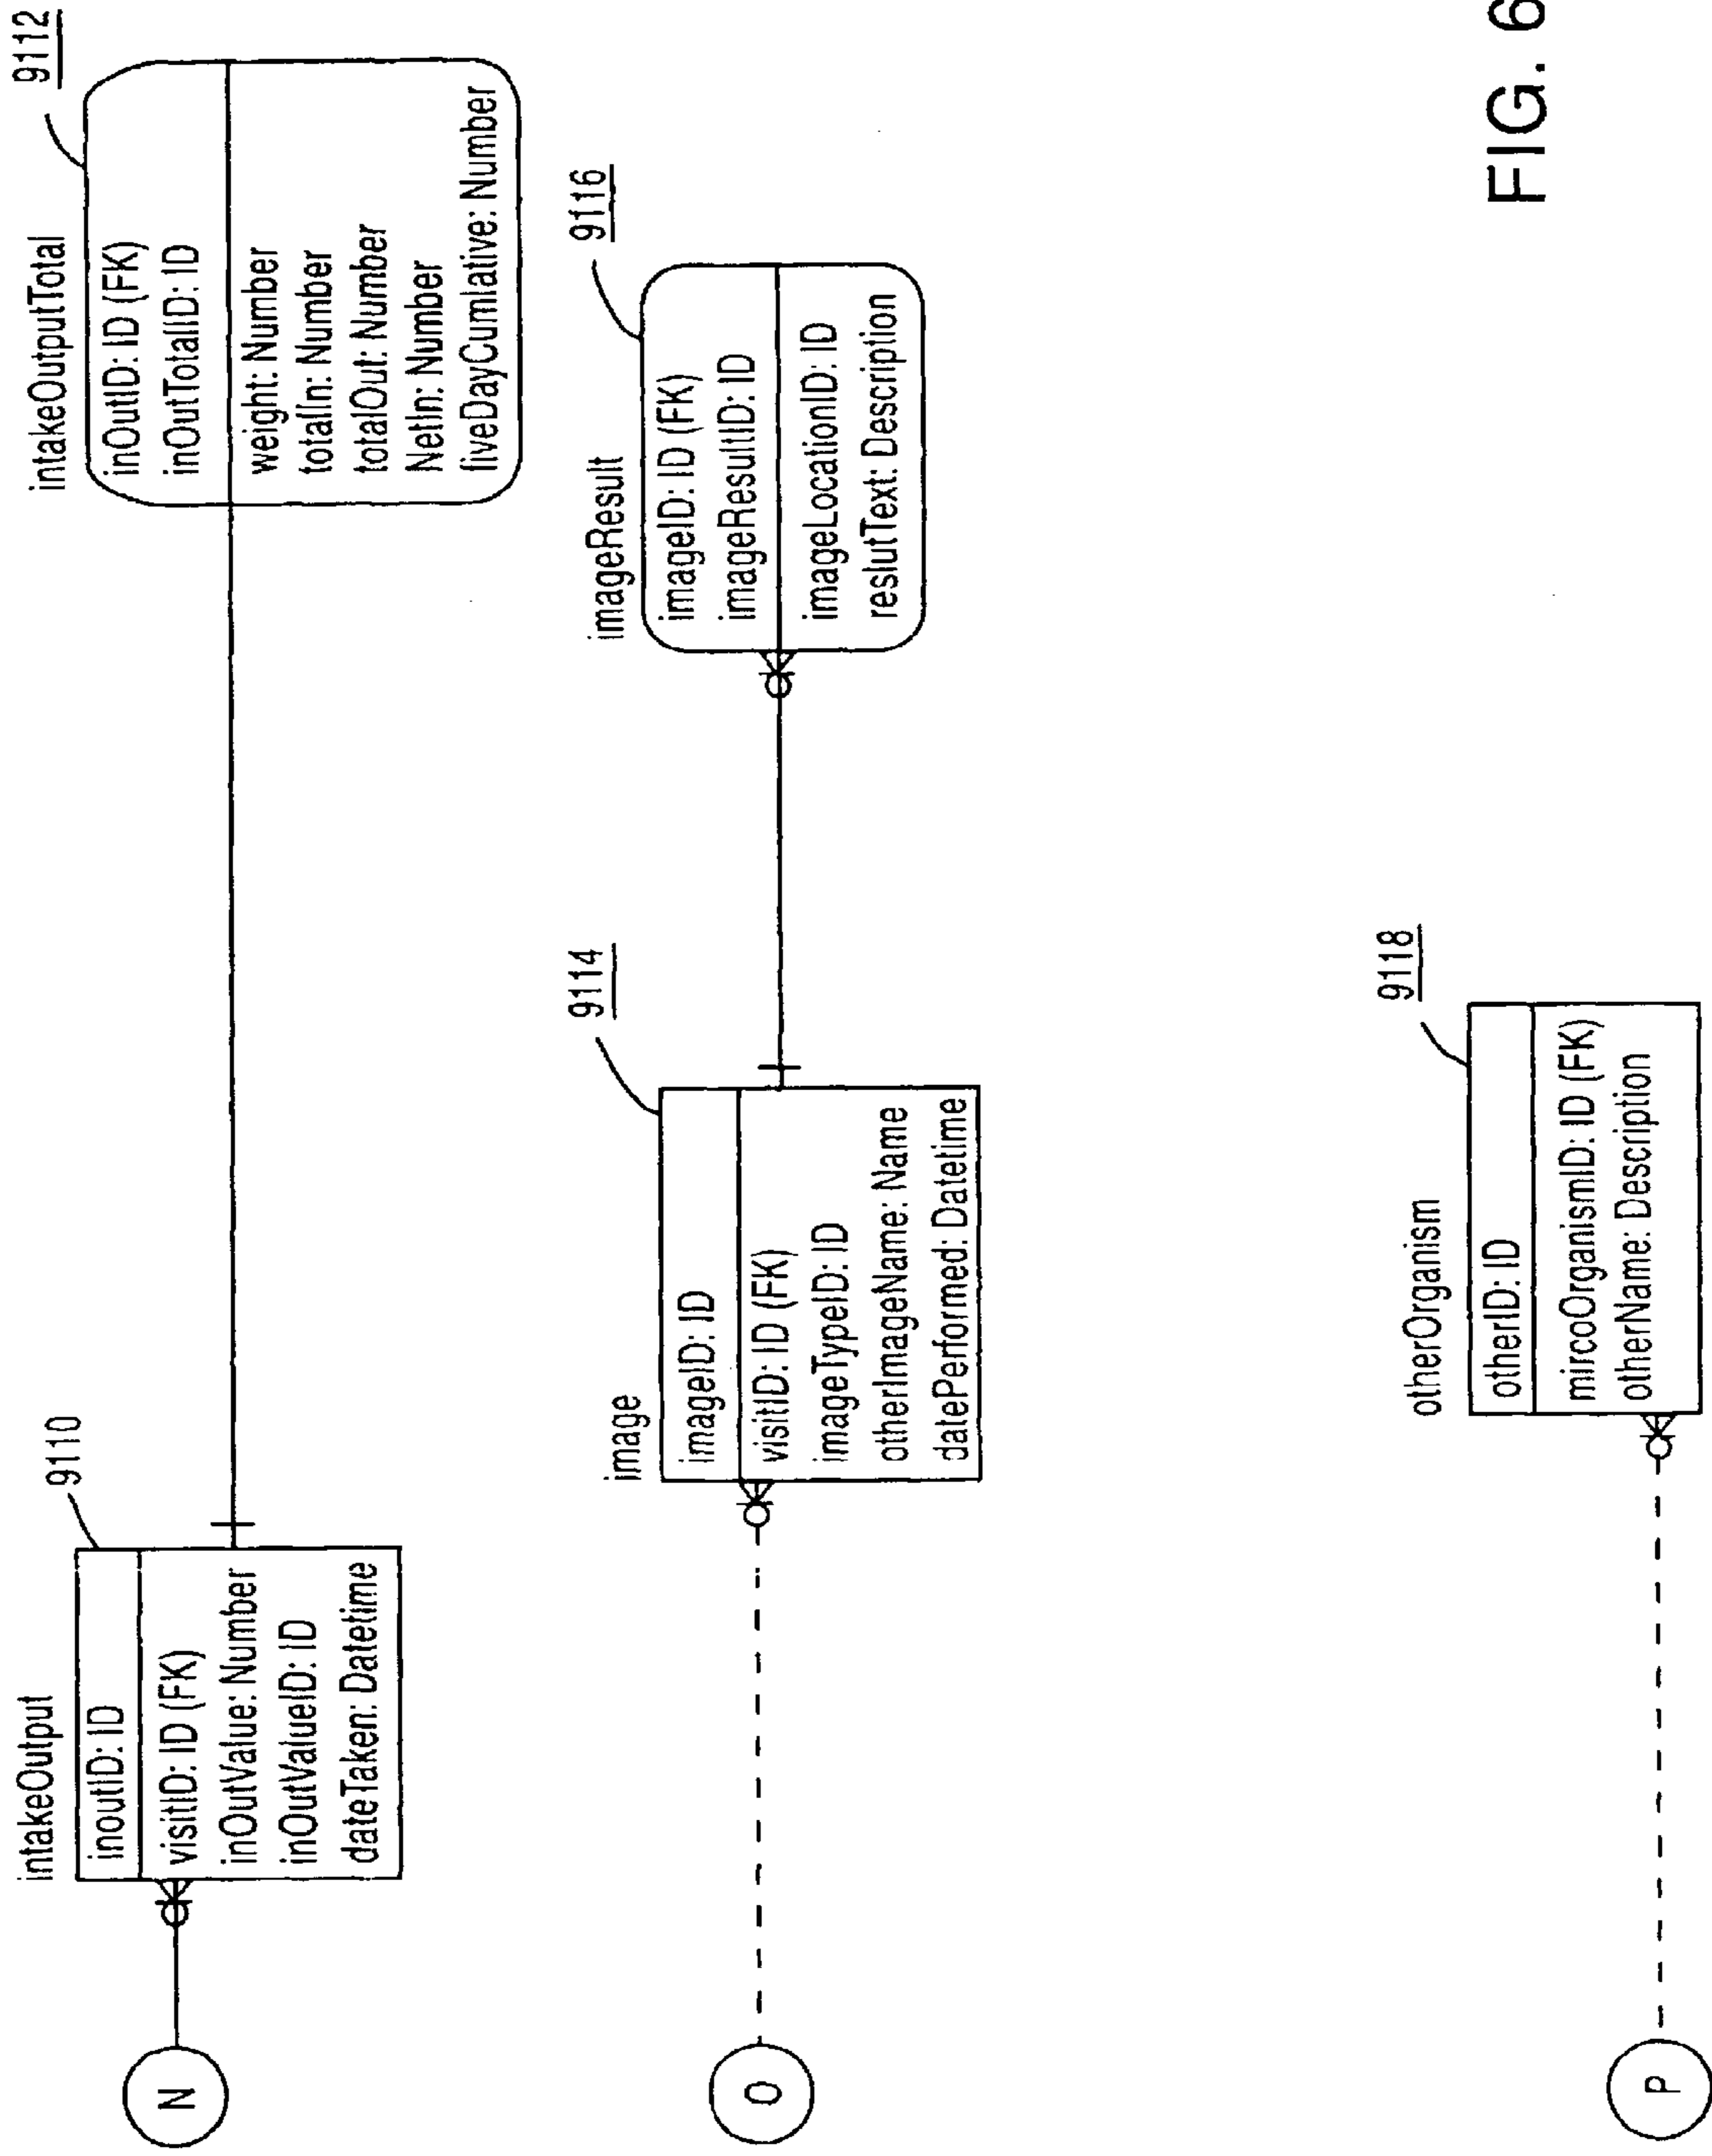 N
intakeOutput
9110
inoutID: ID
visitID: ID (FK)
inOutValue: Number
inOutValueID: ID
dateTaken: Datetime
intakeOutputTotal
9112
inOutID: ID (FK)
inOutTotalID: ID
weight: Number
totalIn: Number
totalOut: Number
NetIn: Number
fiveDayCumlative: Number
O
image
9114
imageID: ID
visitID: ID (FK)
imageTypeID: ID
otherImageName: Name
datePerformed: Datetime
imageResult
9116
imageID: ID (FK)
imageResultID: ID
imageLocationID: ID
reslutText: Description
P
otherOrganism
9118
otherID: ID
mircoOrganismID: ID (FK)
otherName: Description
FIG. 6